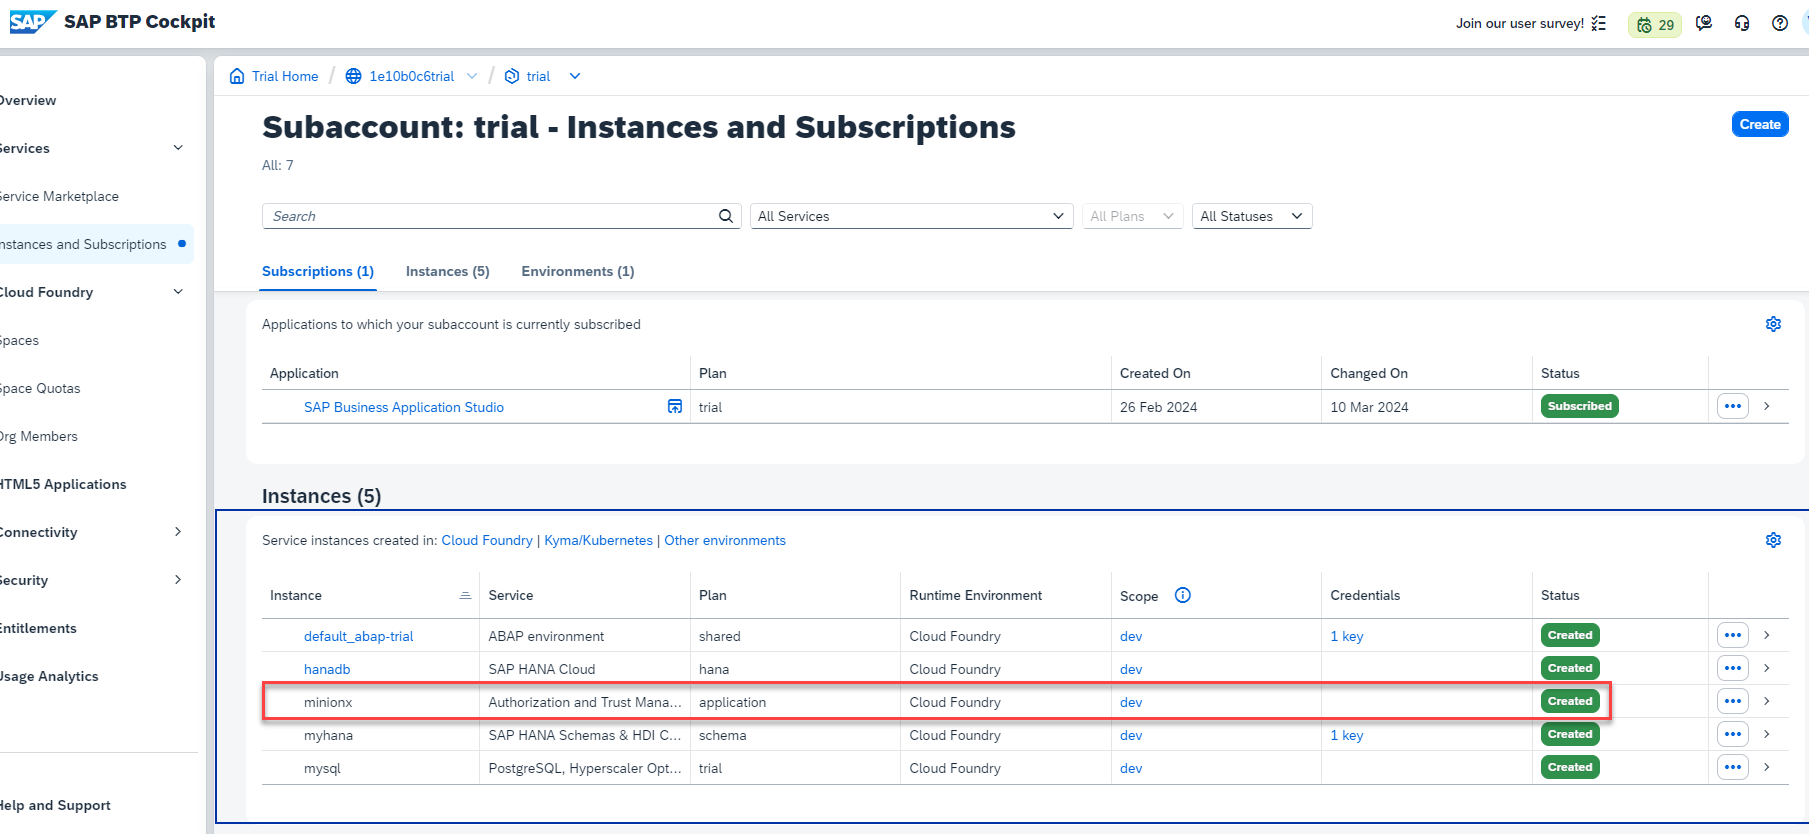 SAP SAP BTP Cockpit Join our user survey! 29
Trial Home / 1e10b0c6trial / trial
Subaccount: trial - Instances and Subscriptions Create
All: 7
Search All Services All Plans All Statuses
Subscriptions (1) Instances (5) Environments (1)
Overview
Services
Service Marketplace
Instances and Subscriptions
Cloud Foundry
Spaces
Space Quotas
Org Members
HTML5 Applications
Connectivity
Security
Entitlements
Usage Analytics
Help and Support
Applications to which your subaccount is currently subscribed
Application Plan Created On Changed On Status
SAP Business Application Studio trial 26 Feb 2024 10 Mar 2024 Subscribed
Instances (5)
Service instances created in: Cloud Foundry | Kyma/Kubernetes | Other environments
Instance Service Plan Runtime Environment Scope Credentials Status
default_abap-trial ABAP environment shared Cloud Foundry dev 1 key Created
hanadb SAP HANA Cloud hana Cloud Foundry dev Created
minionx Authorization and Trust Mana... application Cloud Foundry dev Created
myhana SAP HANA Schemas & HDI C... schema Cloud Foundry dev 1 key Created
mysql PostgreSQL, Hyperscaler Opt... trial Cloud Foundry dev Created